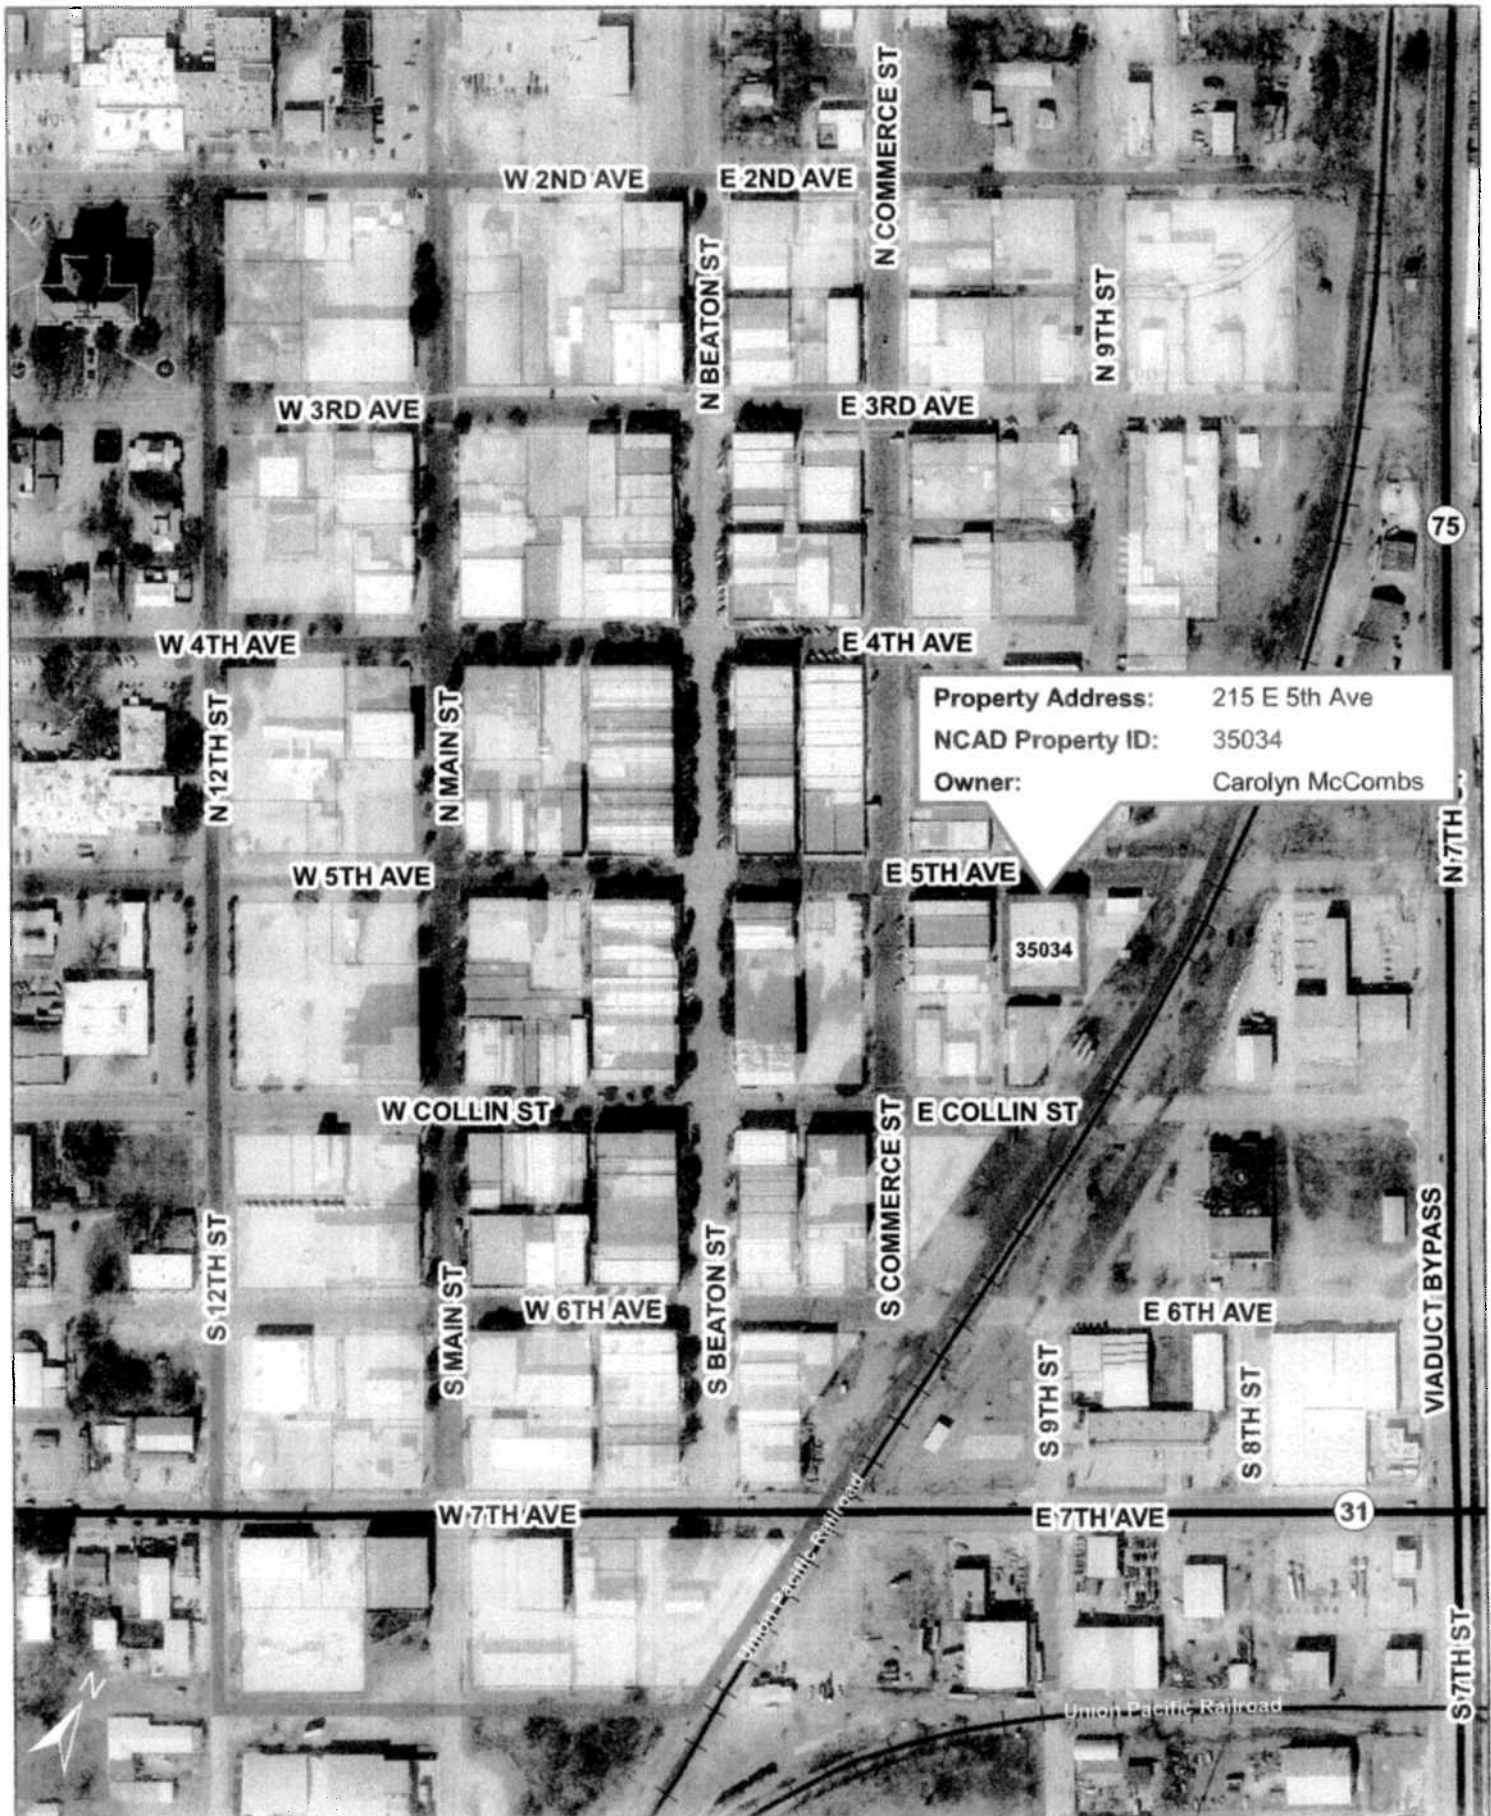 N COMMERCE ST
W 2ND AVE
E 2ND AVE
N BEATON ST
N 9TH ST
W 3RD AVE
E 3RD AVE
75
W 4TH AVE
E 4TH AVE
Property Address: 215 E 5th Ave
NCAD Property ID: 35034
Owner: Carolyn McCombs
N 12TH ST
N MAIN ST
N 7TH
W 5TH AVE
E 5TH AVE
35034
W COLLIN ST
E COLLIN ST
S COMMERCE ST
S 12TH ST
S MAIN ST
W 6TH AVE
S BEATON ST
E 6TH AVE
VIADUCT BYPASS
S 9TH ST
S 8TH ST
W 7TH AVE
Union Pacific Railroad
E 7TH AVE
31
N
Union Pacific Railroad
S 7TH ST